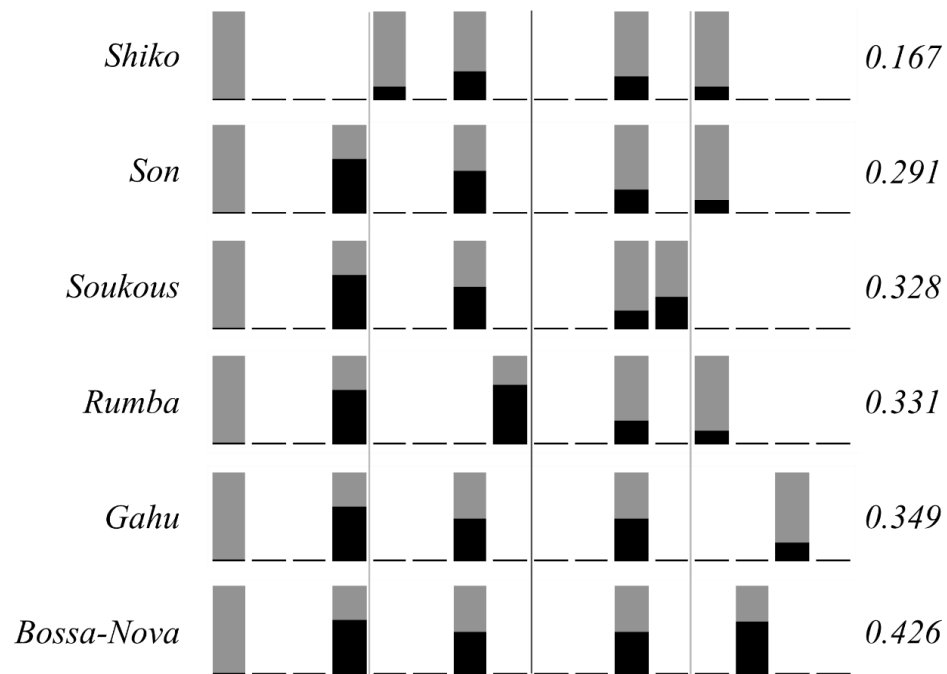 Shiko 0.167
Son 0.291
Soukous 0.328
Rumba 0.331
Gahu 0.349
Bossa-Nova 0.426